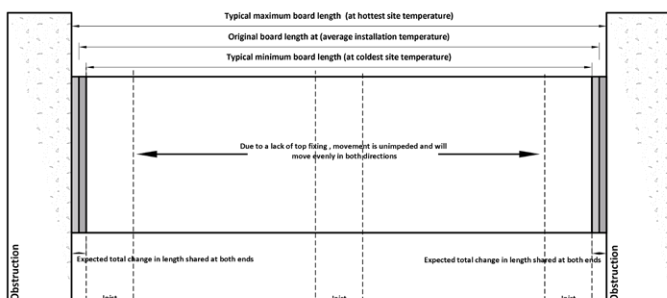 Typical maximum board length (at hottest site temperature)
Original board length at (average installation temperature)
Typical minimum board length (at coldest site temperature)
Due to a lack of top fixing , movement is unimpeded and will
move evenly in both directions
Expected total change in length shared at both ends
Expected total change in length shared at both ends
Obstruction
Obstruction
Joist
Joist
Joist